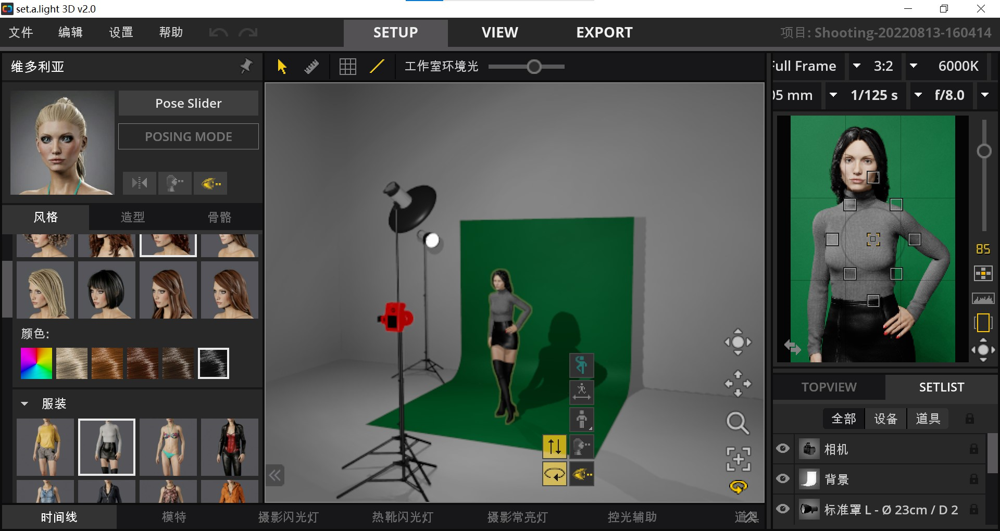 set.a.light 3D v2.0
文件 编辑 设置 帮助 SETUP VIEW EXPORT 项目: Shooting-20220813-160414
维多利亚
工作室环境光
Full Frame 3:2 6000K
05 mm 1/125 s f/8.0
Pose Slider
POSING MODE
风格 造型 骨骼
85
颜色:
服装
TOPVIEW SETLIST
全部 设备 道具
相机
背景
标准罩 L - Ø 23cm / D 2
时间线 模特 摄影闪光灯 热靴闪光灯 摄影常亮灯 控光辅助 道具